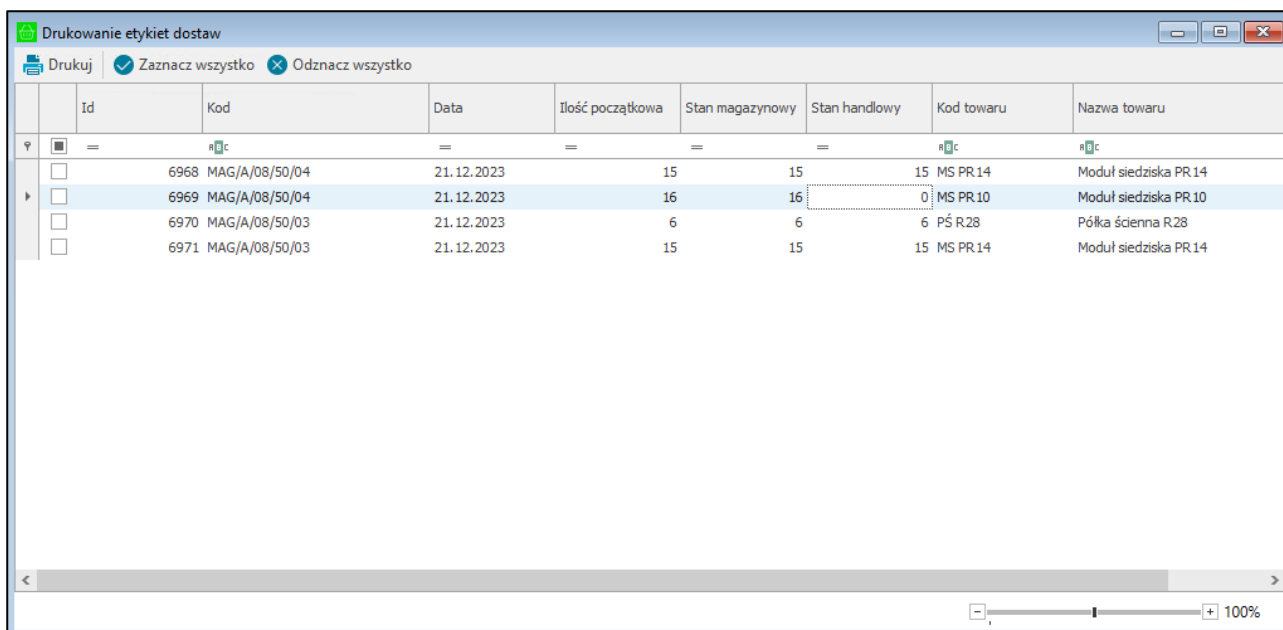 Drukowanie etykiet dostaw
Drukuj Zaznacz wszystko Odznacz wszystko
Id Kod Data Ilość początkowa Stan magazynowy Stan handlowy Kod towaru Nazwa towaru
= ABC = = = = ABC ABC
6968 MAG/A/08/50/04 21.12.2023 15 15 15 MS PR14 Moduł siedziska PR14
6969 MAG/A/08/50/04 21.12.2023 16 16 0 MS PR10 Moduł siedziska PR10
6970 MAG/A/08/50/03 21.12.2023 6 6 6 PŚ R28 Półka ścienna R28
6971 MAG/A/08/50/03 21.12.2023 15 15 15 MS PR14 Moduł siedziska PR14
100%